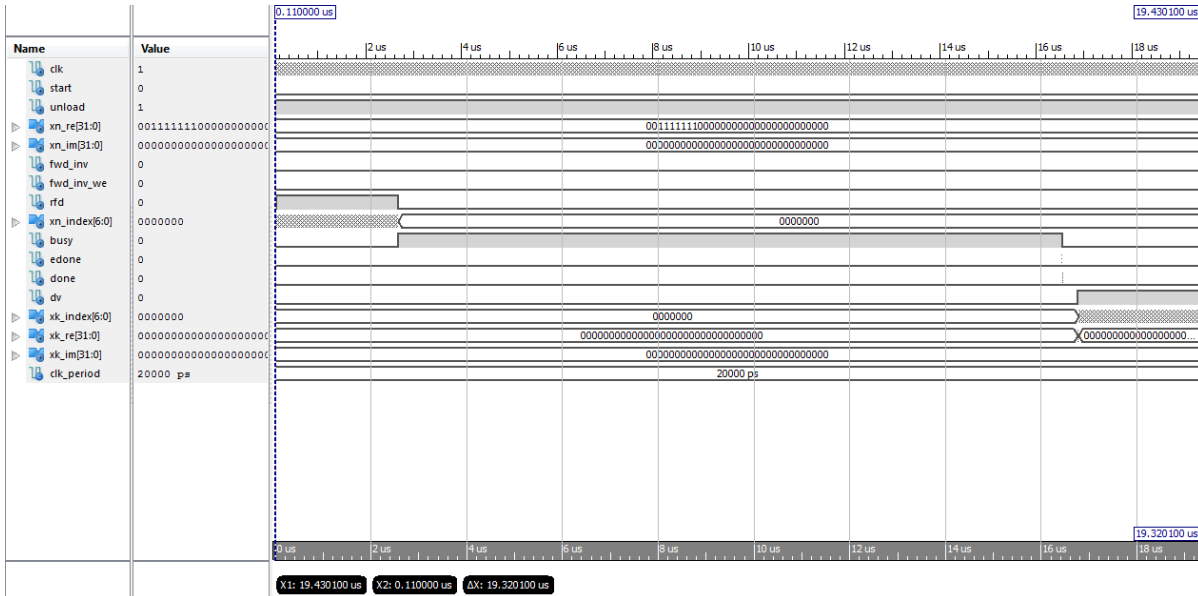 0.110000 us 19.430100 us
Name Value 2 us 4 us 6 us 8 us 10 us 12 us 14 us 16 us 18 us
clk 1
start 0
unload 1
xn_re[31:0] 0011111110000000000 00111111100000000000000000000000
xn_im[31:0] 0000000000000000000 00000000000000000000000000000000
fwd_inv 0
fwd_inv_we 0
rfd 0
xn_index[6:0] 0000000 0000000
busy 0
edone 0
done 0
dv 0
xk_index[6:0] 0000000 0000000
xk_re[31:0] 0000000000000000000 00000000000000000000000000000000 000000000000000000...
xk_im[31:0] 0000000000000000000 00000000000000000000000000000000
clk_period 20000 ps 20000 ps
19.320100 us
0 us 2 us 4 us 6 us 8 us 10 us 12 us 14 us 16 us 18 us
X1: 19.430100 us X2: 0.110000 us ΔX: 19.320100 us